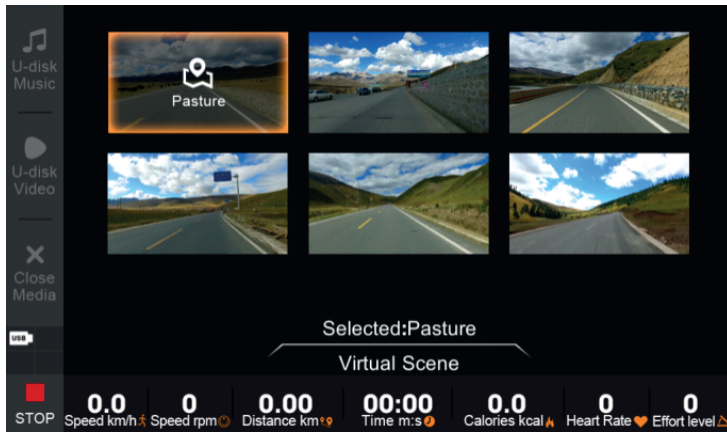 U-disk
Music
U-disk
Video
Close
Media
USB
STOP
Pasture
Selected:Pasture
Virtual Scene
0.0 0 0.00 00:00 0.0 0 0
Speed km/h Speed rpm Distance km Time m:s Calories kcal Heart Rate Effort level